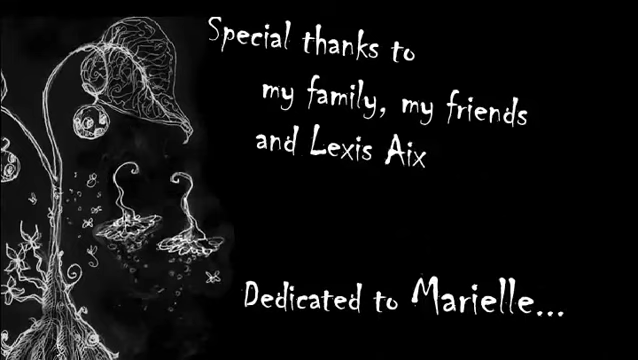 Special thanks to
my family, my friends
and Lexis Aix
Dedicated to Marielle...